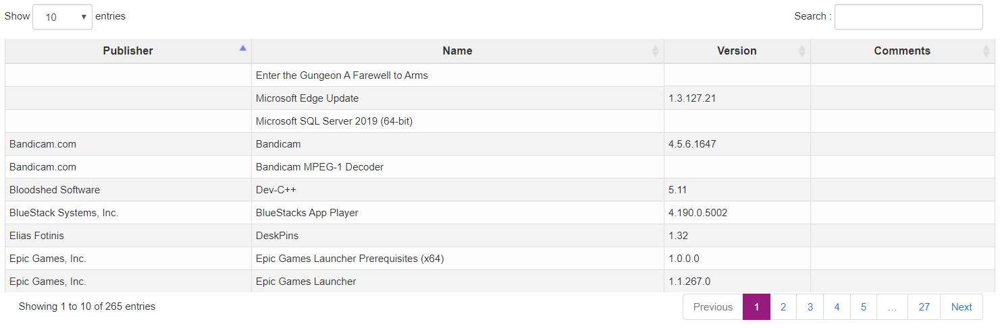 Show 10 entries Search :
Publisher Name Version Comments
Enter the Gungeon A Farewell to Arms
Microsoft Edge Update 1.3.127.21
Microsoft SQL Server 2019 (64-bit)
Bandicam.com Bandicam 4.5.6.1647
Bandicam.com Bandicam MPEG-1 Decoder
Bloodshed Software Dev-C++ 5.11
BlueStack Systems, Inc. BlueStacks App Player 4.190.0.5002
Elias Fotinis DeskPins 1.32
Epic Games, Inc. Epic Games Launcher Prerequisites (x64) 1.0.0.0
Epic Games, Inc. Epic Games Launcher 1.1.267.0
Showing 1 to 10 of 265 entries Previous 1 2 3 4 5 … 27 Next